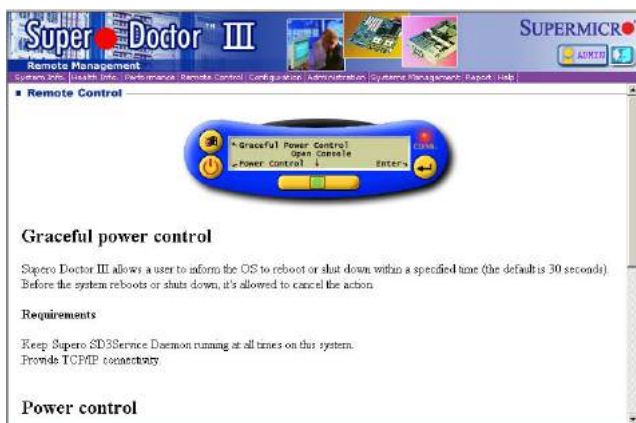 Super Doctor ™ III
Remote Management
SUPERMICR
ADMIN
System Info. Health Info. Performance Remote Control Configuration Administration Systems Management Report Help
Remote Control
Graceful Power Control
Open Console
Power Control Enter
Graceful power control
Supero Doctor III allows a user to inform the OS to reboot or shut down within a specified time (the default is 30 seconds).
Before the system reboots or shuts down, it's allowed to cancel the action
Requirements
Keep Supero SD3Service Daemon running at all times on this system.
Provide TCP/IP connectivity.
Power control